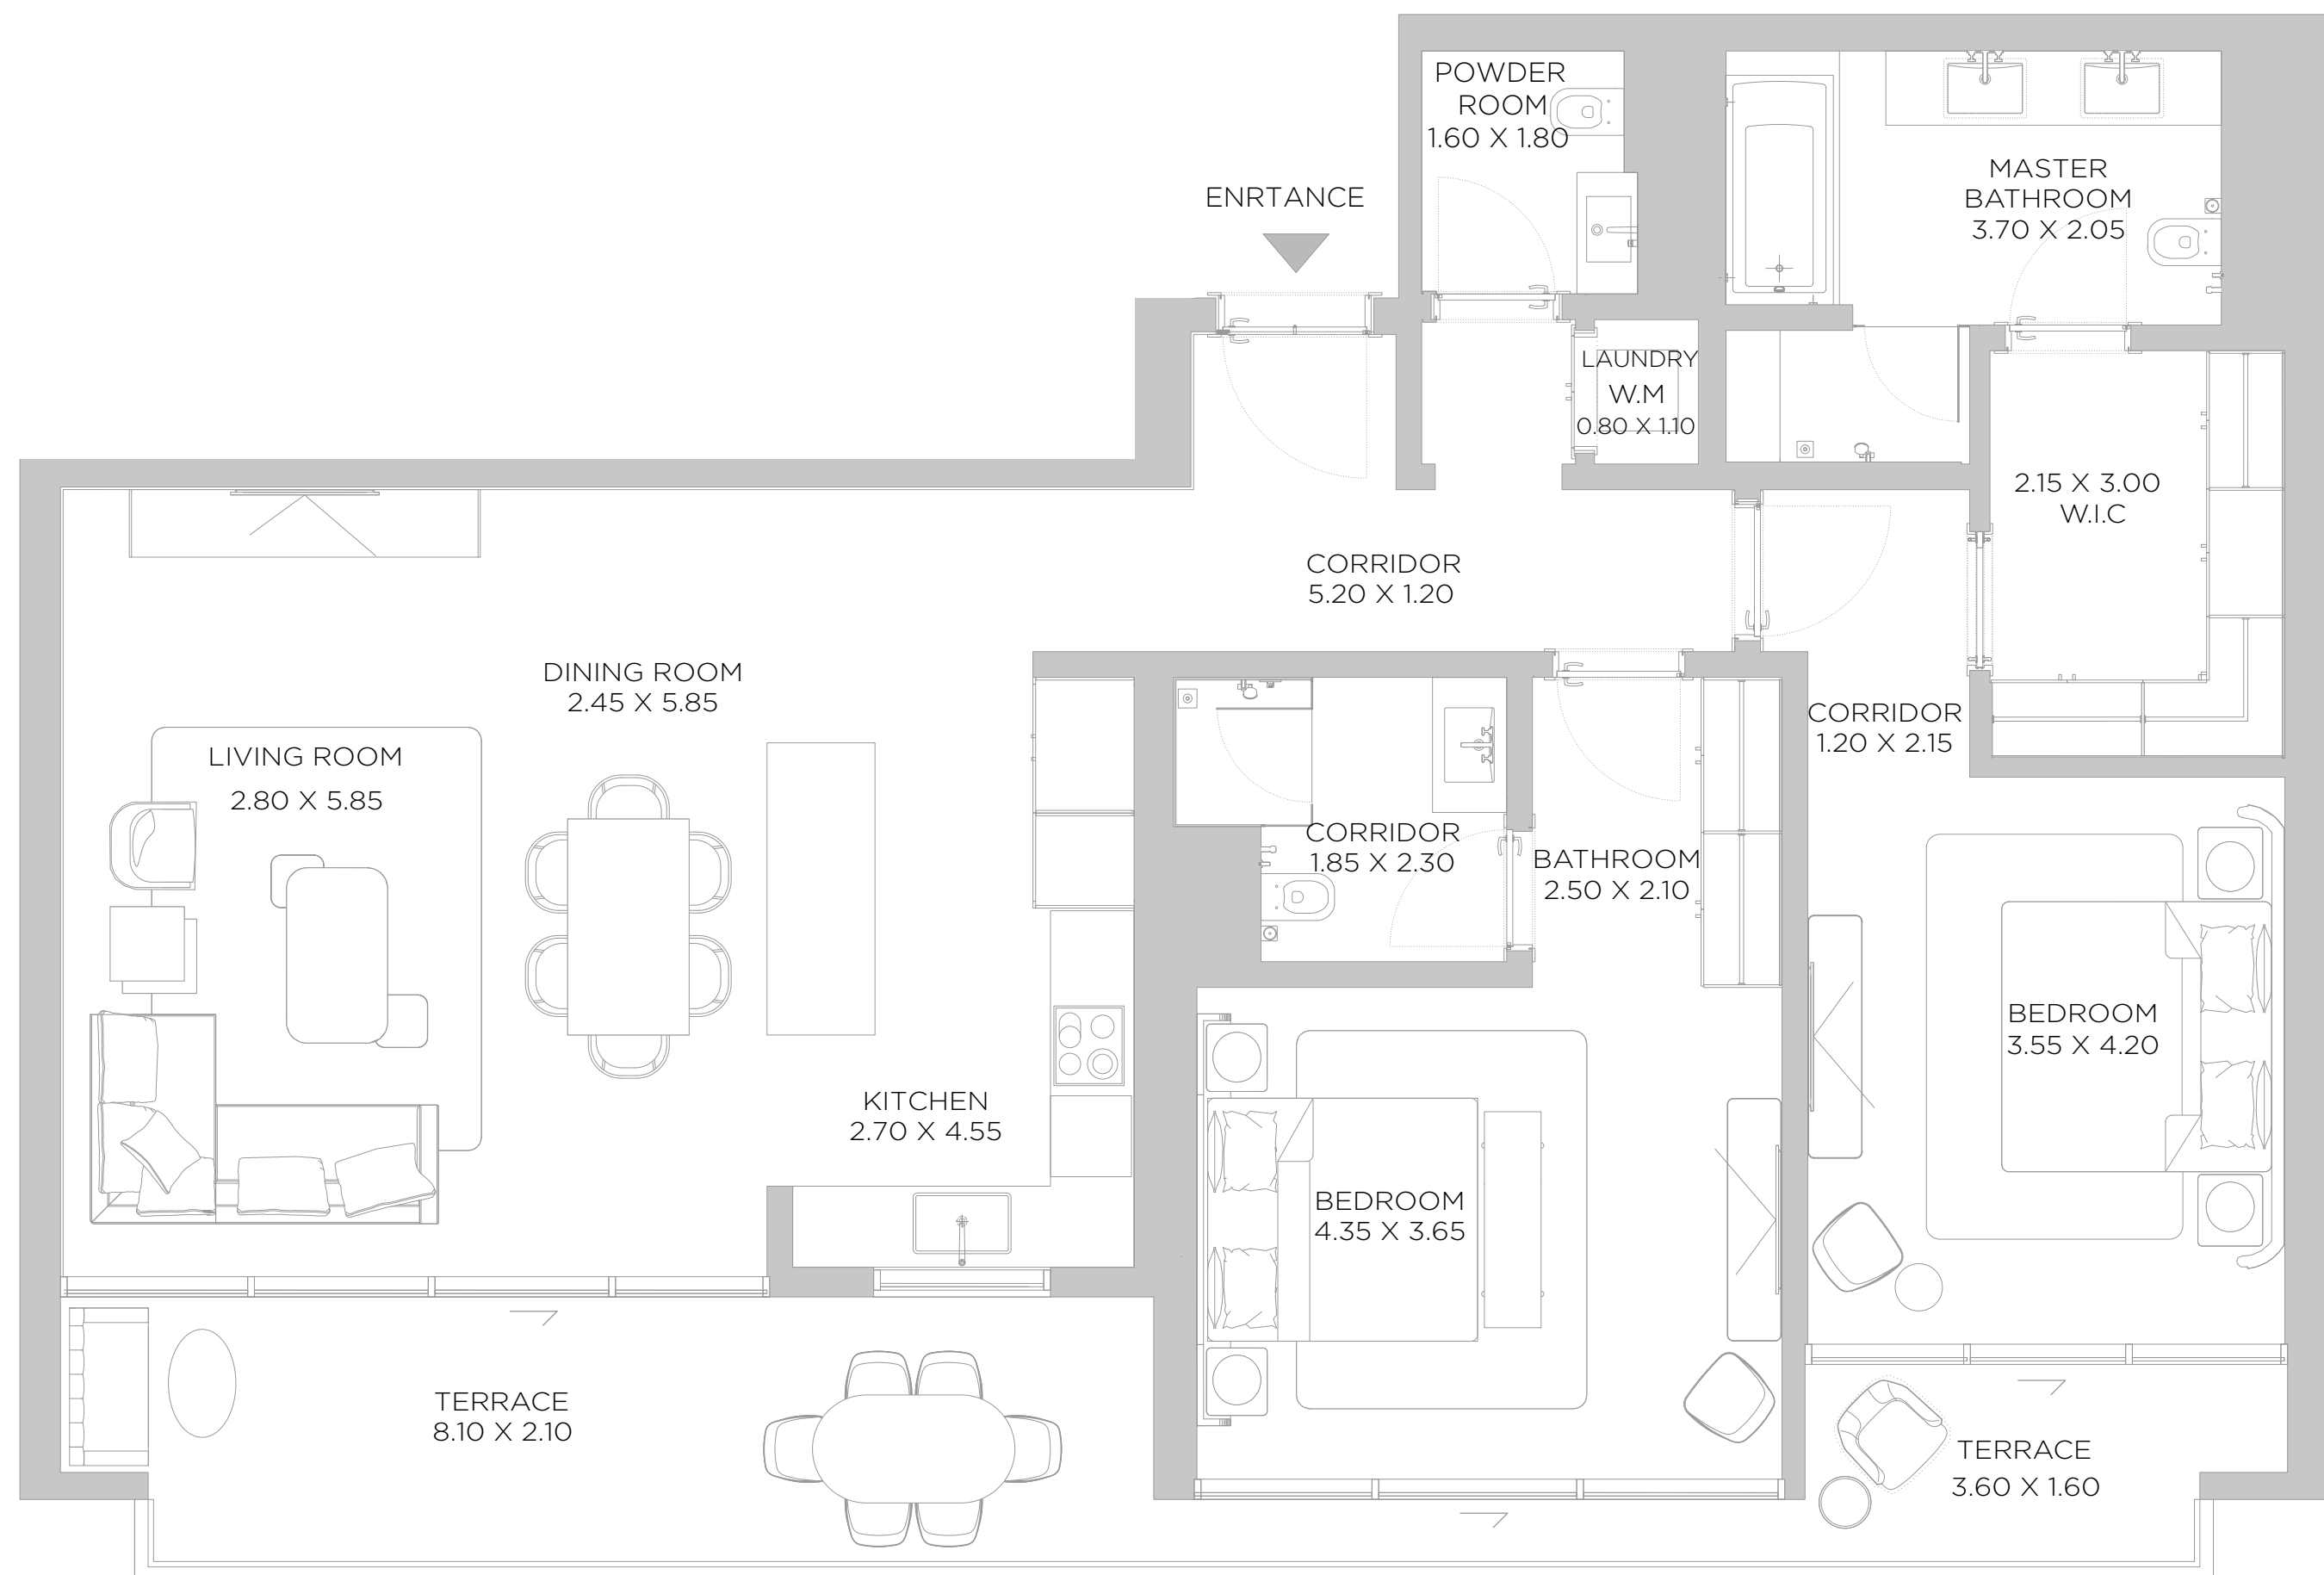 POWDER
ROOM
1.60 X 1.80
MASTER
BATHROOM
3.70 X 2.05
ENRTANCE
LAUNDRY
W.M
0.80 X 1.10
2.15 X 3.00
W.I.C
CORRIDOR
5.20 X 1.20
DINING ROOM
2.45 X 5.85
LIVING ROOM
2.80 X 5.85
CORRIDOR
1.20 X 2.15
CORRIDOR
1.85 X 2.30
BATHROOM
2.50 X 2.10
BEDROOM
3.55 X 4.20
KITCHEN
2.70 X 4.55
BEDROOM
4.35 X 3.65
TERRACE
8.10 X 2.10
TERRACE
3.60 X 1.60